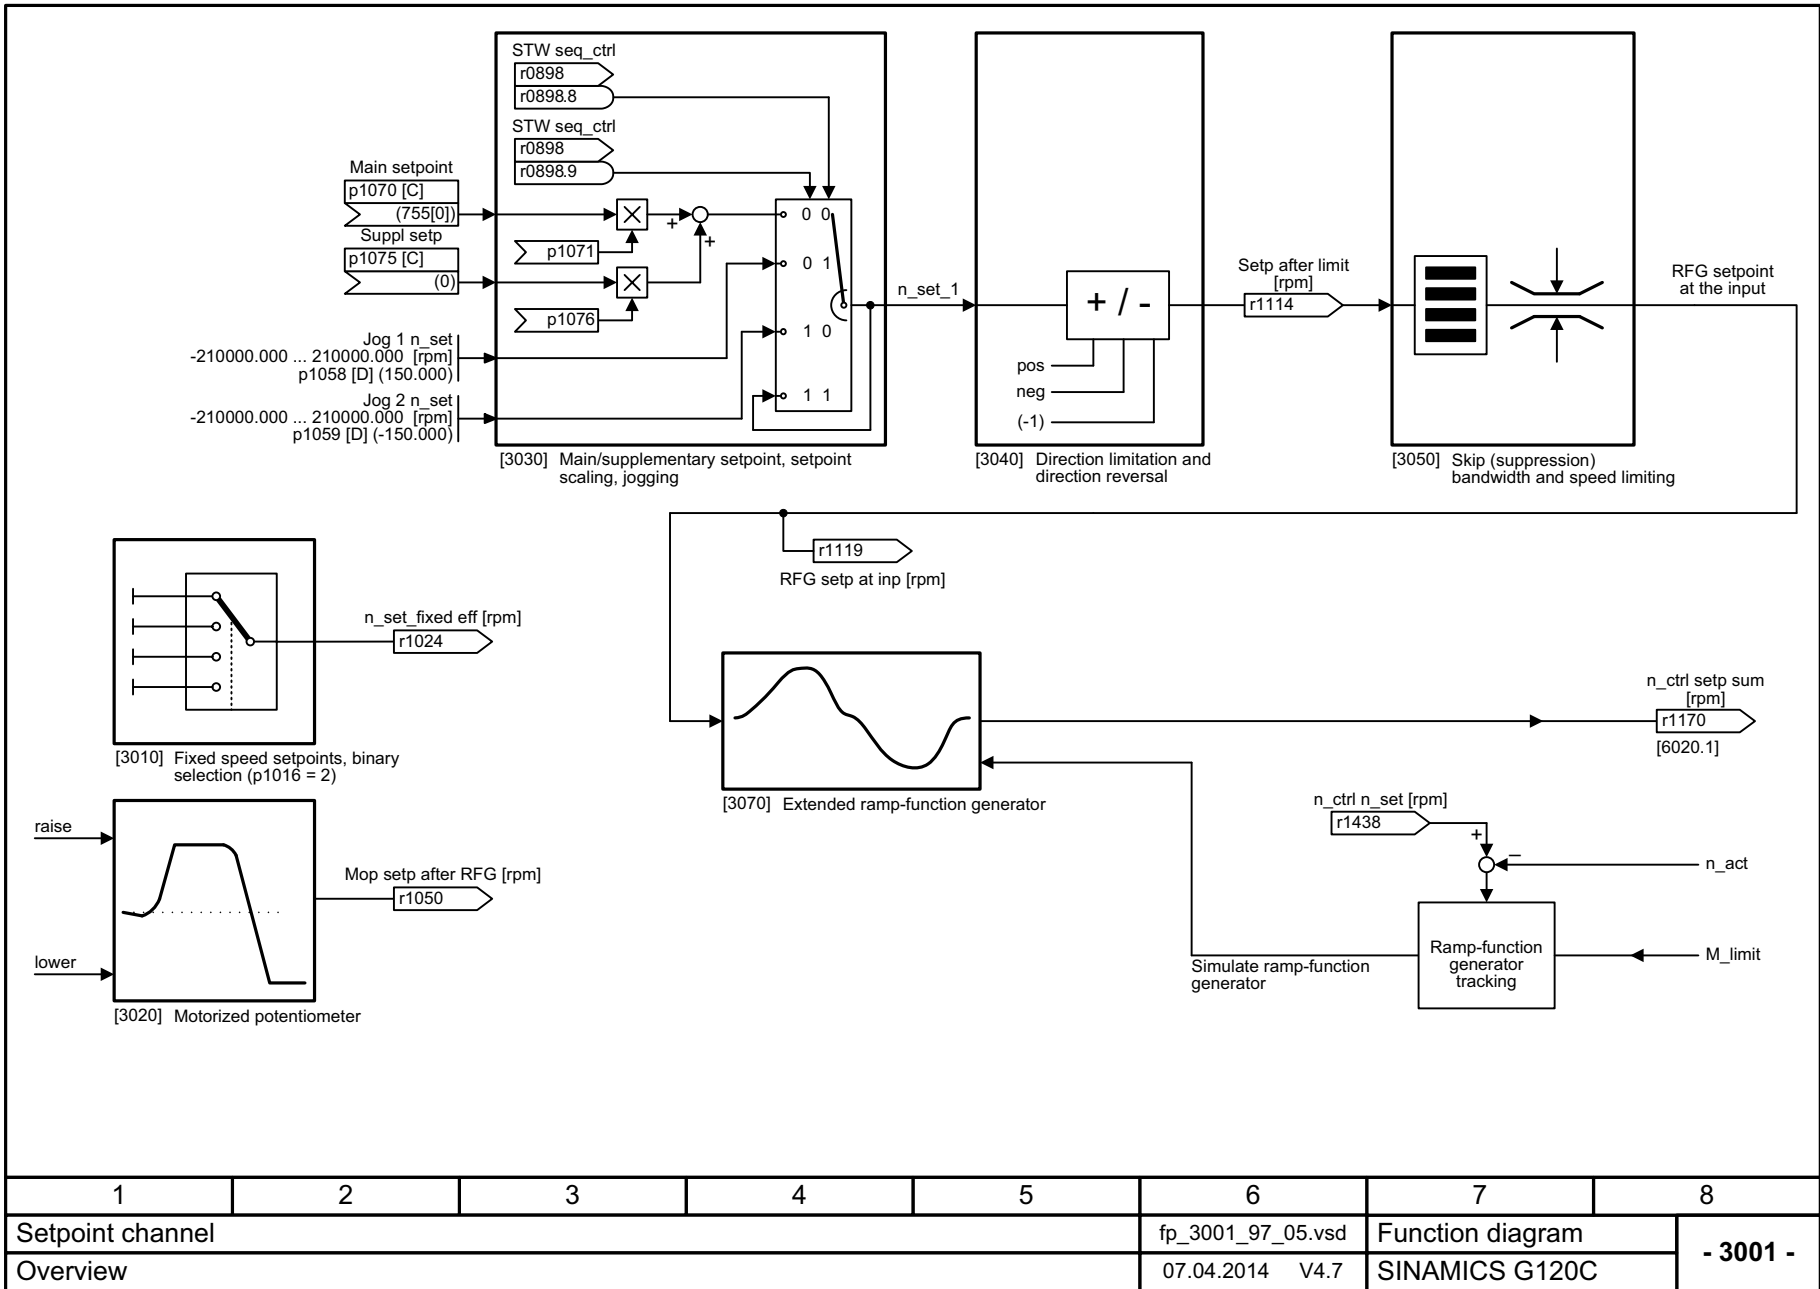 STW seq_ctrl
r0898
r0898.8
STW seq_ctrl
r0898
r0898.9
Main setpoint
p1070 [C]
(755[0])
Suppl setp
p1075 [C]
(0)
p1071
p1076
+
+
0 0
0 1
1 0
1 1
Jog 1 n_set
-210000.000 ... 210000.000 [rpm]
p1058 [D] (150.000)
Jog 2 n_set
-210000.000 ... 210000.000 [rpm]
p1059 [D] (-150.000)
[3030] Main/supplementary setpoint, setpoint
scaling, jogging
n_set_1
+ / -
pos
neg
(-1)
[3040] Direction limitation and
direction reversal
Setp after limit
[rpm]
r1114
[3050] Skip (suppression)
bandwidth and speed limiting
RFG setpoint
at the input
r1119
RFG setp at inp [rpm]
n_set_fixed eff [rpm]
r1024
[3010] Fixed speed setpoints, binary
selection (p1016 = 2)
raise
lower
Mop setp after RFG [rpm]
r1050
[3020] Motorized potentiometer
[3070] Extended ramp-function generator
n_ctrl setp sum
[rpm]
r1170
[6020.1]
n_ctrl n_set [rpm]
r1438
+
–
n_act
Ramp-function
generator
tracking
M_limit
Simulate ramp-function
generator
1 2 3 4 5 6 7 8
Setpoint channel
fp_3001_97_05.vsd
Function diagram
- 3001 -
Overview
07.04.2014 V4.7
SINAMICS G120C